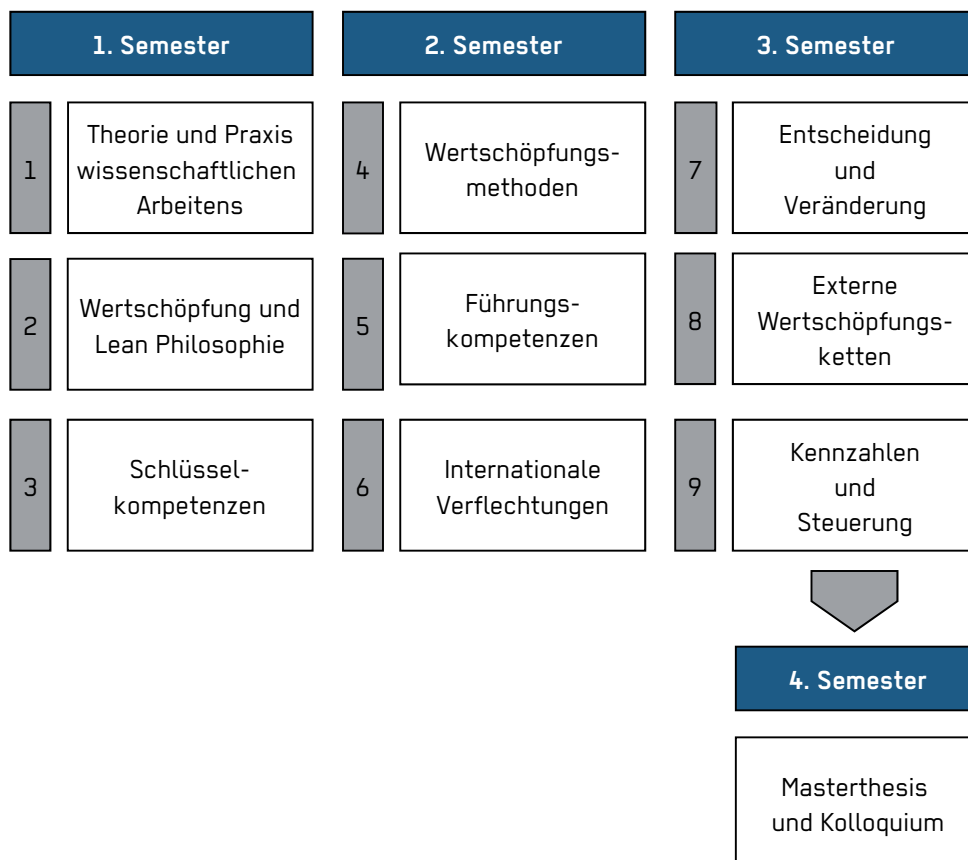 1. Semester
1
Theorie und Praxis
wissenschaftlichen
Arbeitens
2
Wertschöpfung und
Lean Philosophie
3
Schlüssel-
kompetenzen
2. Semester
4
Wertschöpfungs-
methoden
5
Führungs-
kompetenzen
6
Internationale
Verflechtungen
3. Semester
7
Entscheidung
und
Veränderung
8
Externe
Wertschöpfungs-
ketten
9
Kennzahlen
und
Steuerung
4. Semester
Masterthesis
und Kolloquium